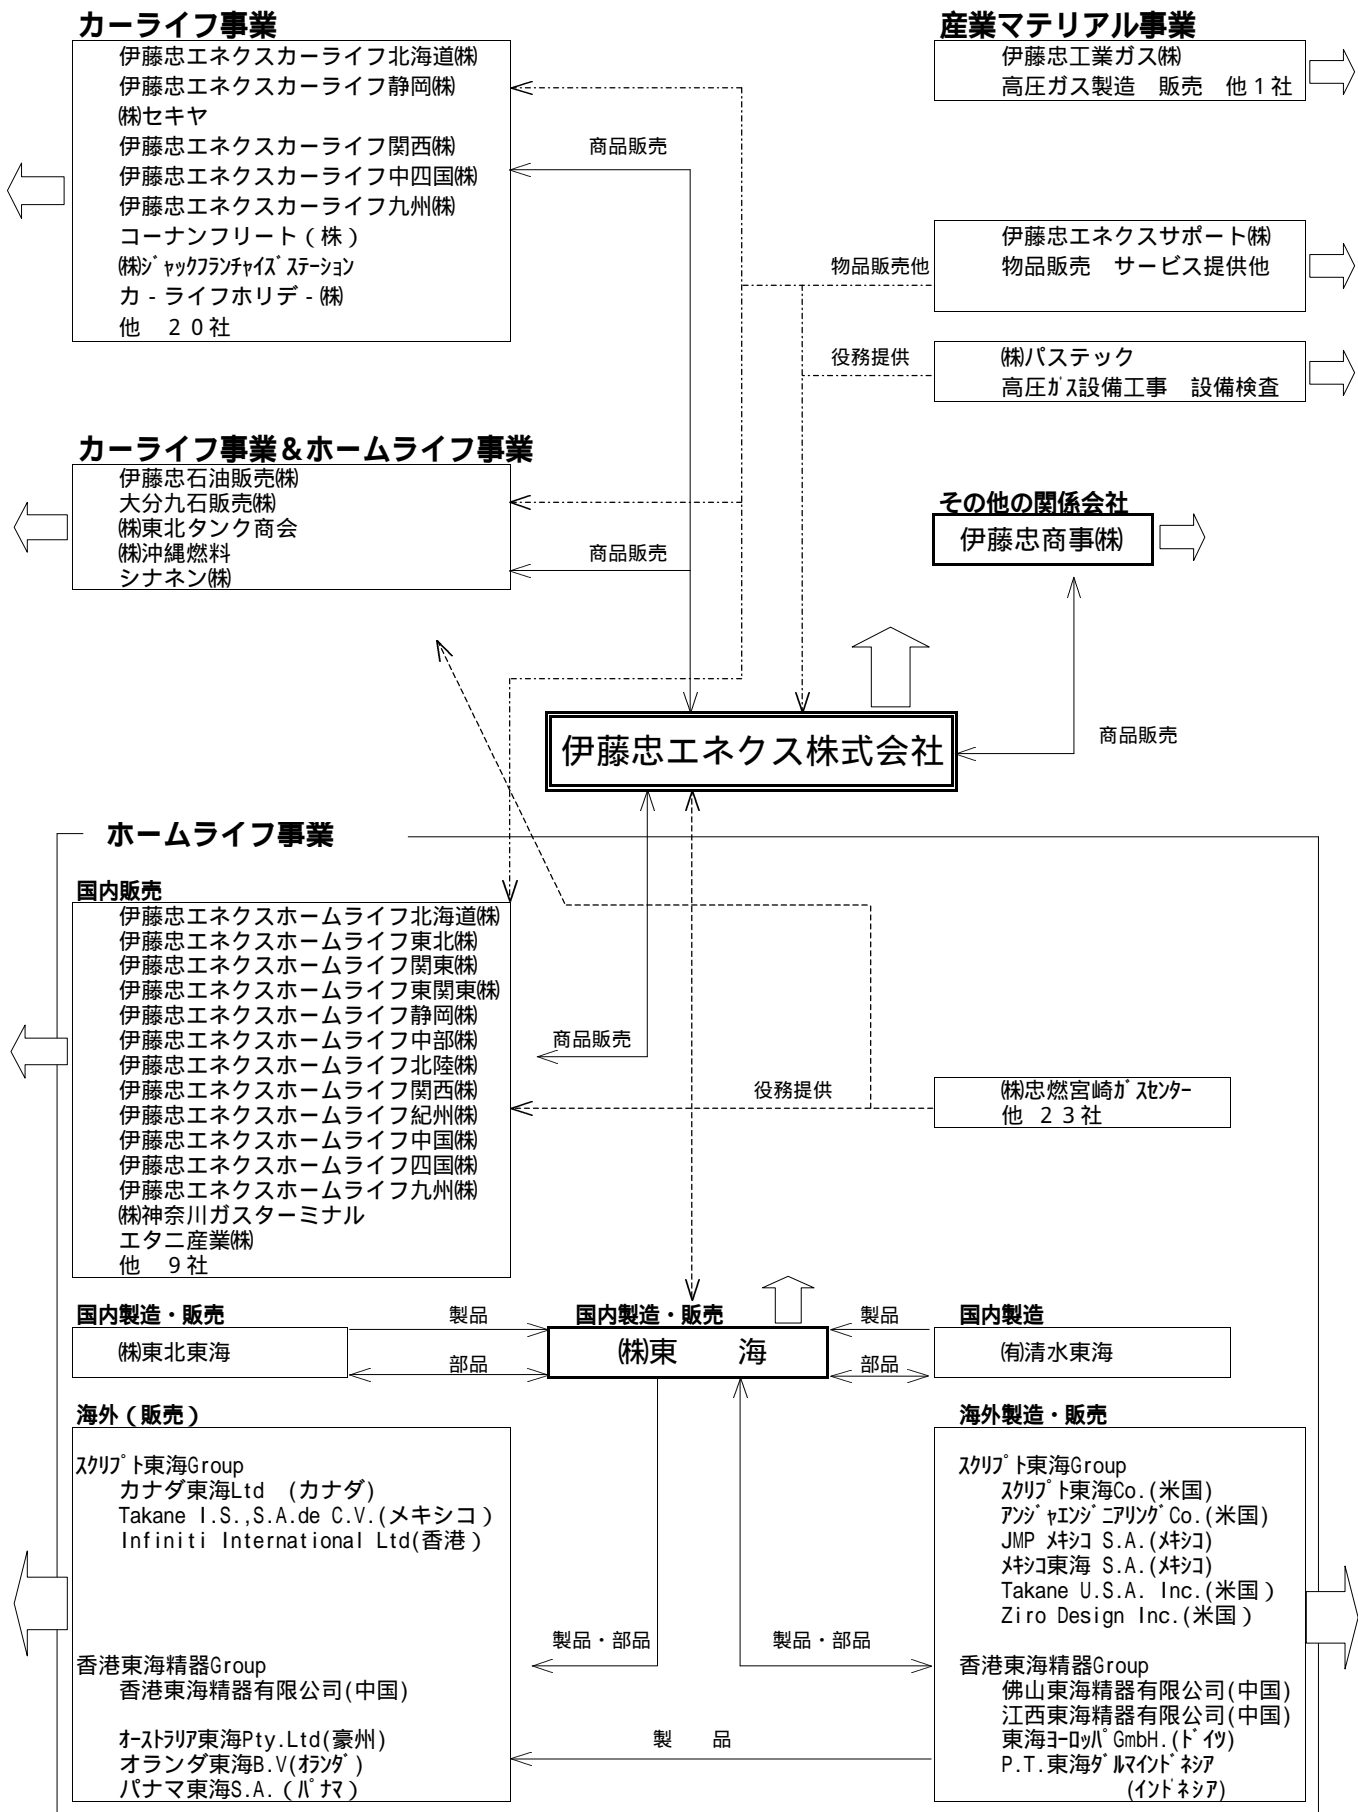 カーライフ事業
伊藤忠エネクスカーライフ北海道㈱
伊藤忠エネクスカーライフ静岡㈱
㈱セキヤ
伊藤忠エネクスカーライフ関西㈱
伊藤忠エネクスカーライフ中四国㈱
伊藤忠エネクスカーライフ九州㈱
コーナンフリート（株）
㈱ｼﾞｬｯｸﾌﾗﾝﾁｬｲｽﾞｽﾃｰｼｮﾝ
カ-ライフホリデ-㈱
他　２０社
商品販売
産業マテリアル事業
伊藤忠工業ガス㈱
高圧ガス製造　販売　他１社
伊藤忠エネクスサポート㈱
物品販売　サービス提供他
物品販売他
㈱パステック
高圧ｶﾞｽ設備工事　設備検査
役務提供
カーライフ事業＆ホームライフ事業
伊藤忠石油販売㈱
大分九石販売㈱
㈱東北タンク商会
㈱沖縄燃料
シナネン㈱
商品販売
その他の関係会社
伊藤忠商事㈱
商品販売
伊藤忠エネクス株式会社
ホームライフ事業
国内販売
伊藤忠エネクスホームライフ北海道㈱
伊藤忠エネクスホームライフ東北㈱
伊藤忠エネクスホームライフ関東㈱
伊藤忠エネクスホームライフ東関東㈱
伊藤忠エネクスホームライフ静岡㈱
伊藤忠エネクスホームライフ中部㈱
伊藤忠エネクスホームライフ北陸㈱
伊藤忠エネクスホームライフ関西㈱
伊藤忠エネクスホームライフ紀州㈱
伊藤忠エネクスホームライフ中国㈱
伊藤忠エネクスホームライフ四国㈱
伊藤忠エネクスホームライフ九州㈱
㈱神奈川ガスターミナル
エタニ産業㈱
他　９社
商品販売
役務提供
㈱忠燃宮崎ｶﾞｽｾﾝﾀｰ
他　２３社
国内製造・販売
㈱東北東海
製品
部品
国内製造・販売
㈱東　　海
製品
部品
国内製造
㈲清水東海
海外（販売）
ｽｸﾘﾌﾟﾄ東海Group
カナダ東海Ltd　(カナダ)
Takane I.S.,S.A.de C.V.(メキシコ）
Infiniti International Ltd(香港）
香港東海精器Group
香港東海精器有限公司(中国)
ｵｰｽﾄﾗﾘｱ東海Pty.Ltd(豪州)
オランダ東海B.V(ｵﾗﾝﾀﾞ)
パナマ東海S.A.（ﾊﾟﾅﾏ）
製品・部品
製品・部品
製　　品
海外製造・販売
ｽｸﾘﾌﾟﾄ東海Group
ｽｸﾘﾌﾟﾄ東海Co.(米国)
ｱﾝｼﾞｬｴﾝｼﾞﾆｱﾘﾝｸﾞCo.(米国)
JMP ﾒｷｼｺ S.A.(ﾒｷｼｺ)
ﾒｷｼｺ東海 S.A.(ﾒｷｼｺ)
Takane U.S.A. Inc.(米国）
Ziro Design Inc.(米国）
香港東海精器Group
佛山東海精器有限公司(中国)
江西東海精器有限公司(中国)
東海ﾖｰﾛｯﾊﾟGmbH.(ﾄﾞｲﾂ)
P.T.東海ﾀﾞﾙﾏｲﾝﾄﾞﾈｼｱ
(ｲﾝﾄﾞﾈｼｱ)